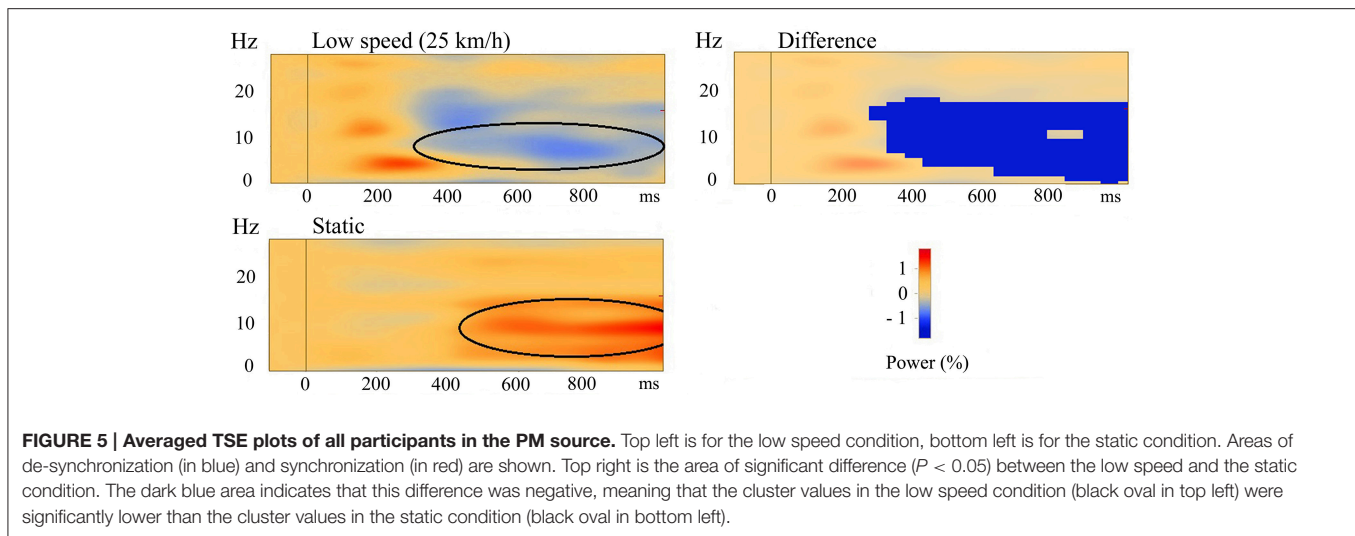 Hz Low speed (25 km/h)
20
10
0
0 200 400 600 800 ms
Hz Difference
20
10
0
0 200 400 600 800 ms
Hz Static
20
10
0
0 200 400 600 800 ms
1
0
- 1
Power (%)
FIGURE 5 | Averaged TSE plots of all participants in the PM source. Top left is for the low speed condition, bottom left is for the static condition. Areas of
de-synchronization (in blue) and synchronization (in red) are shown. Top right is the area of significant difference (P < 0.05) between the low speed and the static
condition. The dark blue area indicates that this difference was negative, meaning that the cluster values in the low speed condition (black oval in top left) were
significantly lower than the cluster values in the static condition (black oval in bottom left).